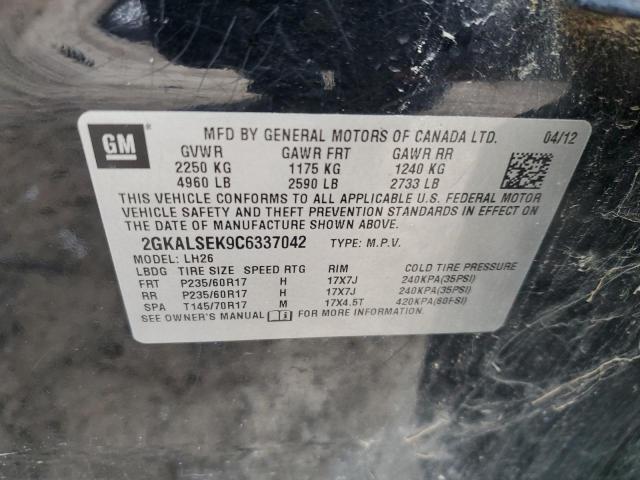 GM
MFD BY GENERAL MOTORS OF CANADA LTD. 04/12
GVWR GAWR FRT GAWR RR
2250 KG 1175 KG 1240 KG
4960 LB 2590 LB 2733 LB
THIS VEHICLE CONFORMS TO ALL APPLICABLE U.S. FEDERAL MOTOR
VEHICLE SAFETY AND THEFT PREVENTION STANDARDS IN EFFECT ON
THE DATE OF MANUFACTURE SHOWN ABOVE.
2GKALSEK9C6337042 TYPE: M.P.V.
MODEL: LH26
LBDG TIRE SIZE SPEED RTG RIM COLD TIRE PRESSURE
FRT P235/60R17 H 17X7J 240KPA(35PSI)
RR P235/60R17 H 17X7J 240KPA(35PSI)
SPA T145/70R17 M 17X4.5T 420KPA(60PSI)
SEE OWNER'S MANUAL FOR MORE INFORMATION.